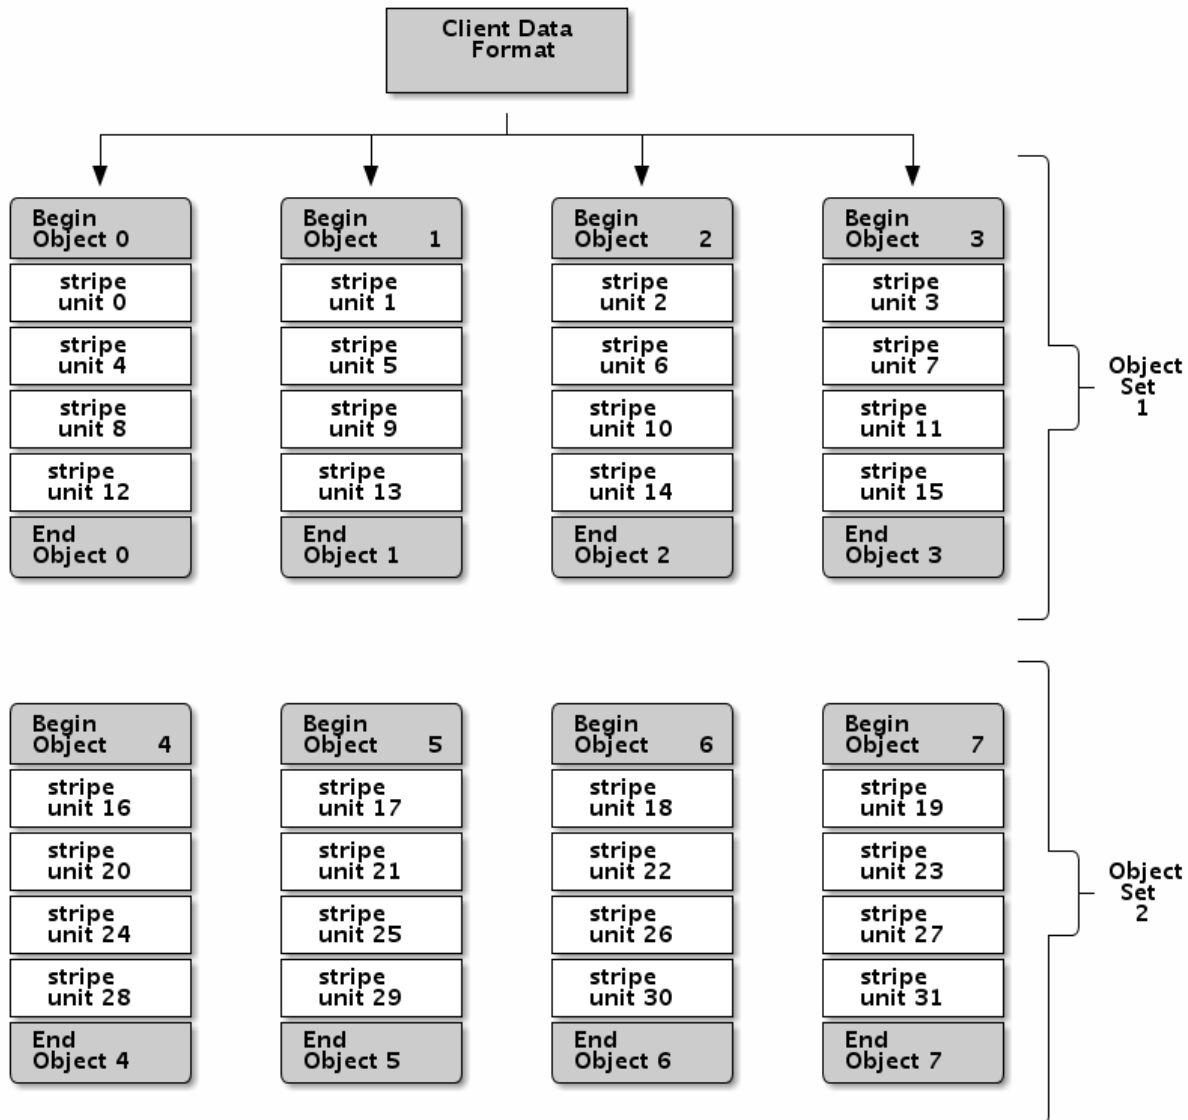 Client Data
Format
Begin
Object 0
stripe
unit 0
stripe
unit 4
stripe
unit 8
stripe
unit 12
End
Object 0
Begin
Object 1
stripe
unit 1
stripe
unit 5
stripe
unit 9
stripe
unit 13
End
Object 1
Begin
Object 2
stripe
unit 2
stripe
unit 6
stripe
unit 10
stripe
unit 14
End
Object 2
Begin
Object 3
stripe
unit 3
stripe
unit 7
stripe
unit 11
stripe
unit 15
End
Object 3
Object
Set
1
Begin
Object 4
stripe
unit 16
stripe
unit 20
stripe
unit 24
stripe
unit 28
End
Object 4
Begin
Object 5
stripe
unit 17
stripe
unit 21
stripe
unit 25
stripe
unit 29
End
Object 5
Begin
Object 6
stripe
unit 18
stripe
unit 22
stripe
unit 26
stripe
unit 30
End
Object 6
Begin
Object 7
stripe
unit 19
stripe
unit 23
stripe
unit 27
stripe
unit 31
End
Object 7
Object
Set
2